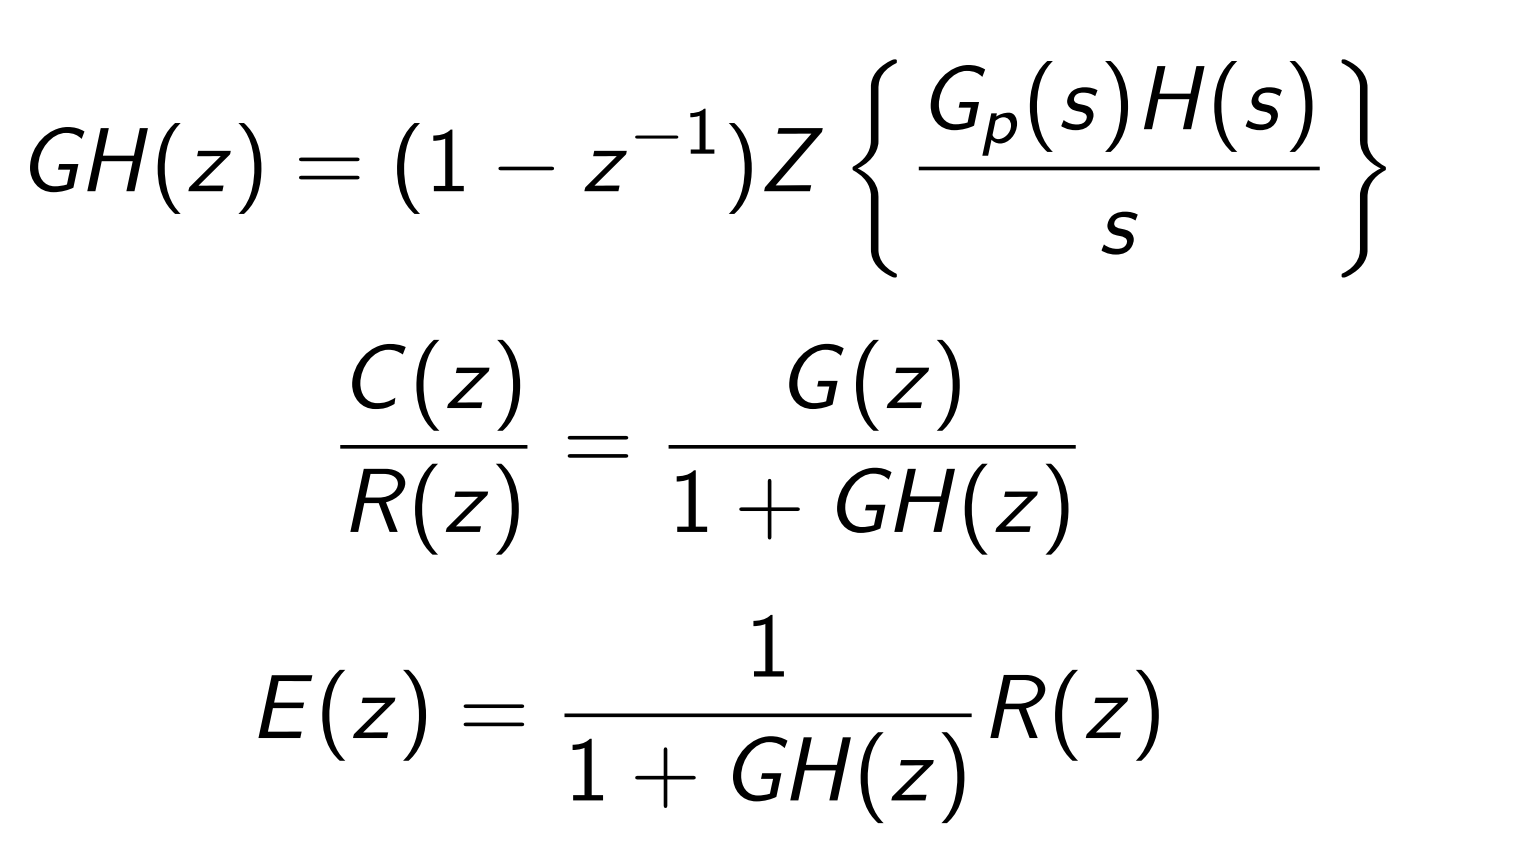 GH(z) = (1 − z⁻¹)Z { G_p(s)H(s) / s }
C(z) / R(z) = G(z) / (1 + GH(z))
E(z) = 1 / (1 + GH(z)) R(z)